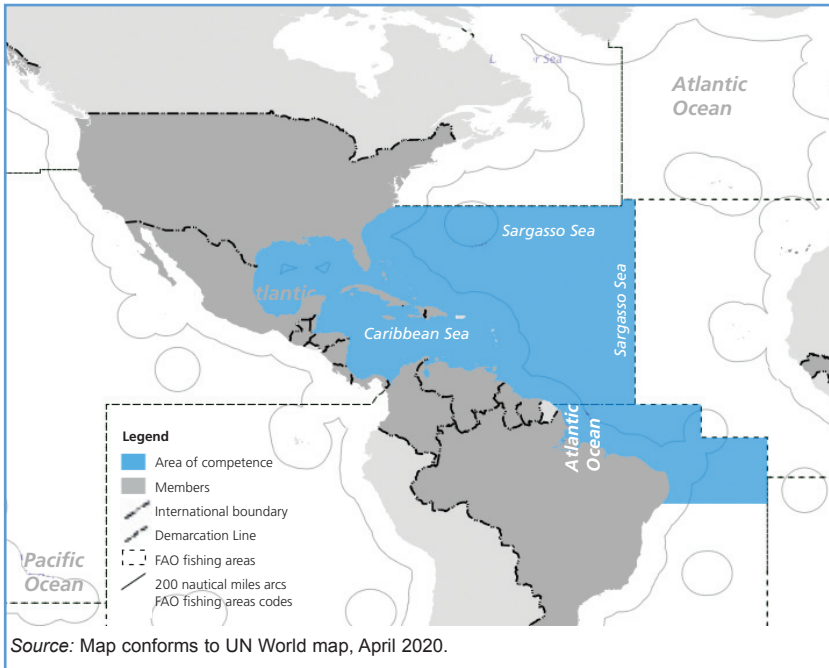 Atlantic
Ocean
Sargasso Sea
Sargasso Sea
tlantic
Caribbean Sea
Atlantic
Ocean
Pacific
Ocean
Legend
Area of competence
Members
International boundary
Demarcation Line
FAO fishing areas
200 nautical miles arcs
FAO fishing areas codes
Source: Map conforms to UN World map, April 2020.